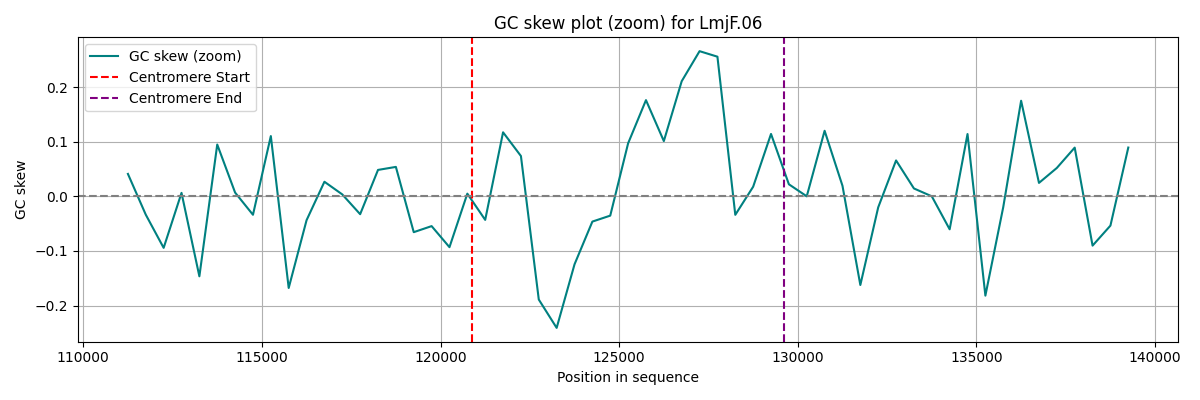 GC skew plot (zoom) for LmjF.06
GC skew (zoom)
Centromere Start
Centromere End
GC skew
0.2
0.1
0.0
−0.1
−0.2
110000 115000 120000 125000 130000 135000 140000
Position in sequence